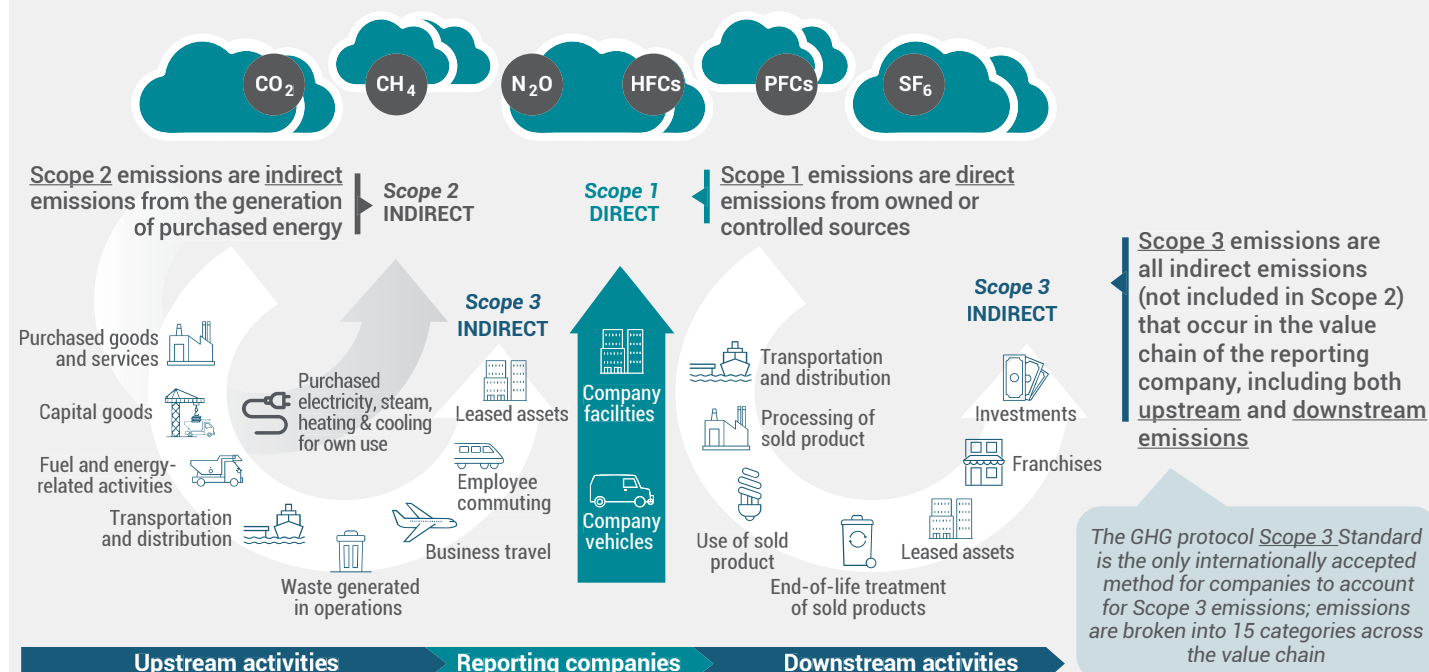 CO2
CH4
N2O
HFCs
PFCs
SF6
Scope 2 emissions are indirect
emissions from the generation
of purchased energy
Scope 2
INDIRECT
Scope 1
DIRECT
Scope 1 emissions are direct
emissions from owned or
controlled sources
Scope 3 emissions are
all indirect emissions
(not included in Scope 2)
that occur in the value
chain of the reporting
company, including both
upstream and downstream
emissions
Scope 3
INDIRECT
Scope 3
INDIRECT
Purchased goods
and services
Capital goods
Fuel and energy-
related activities
Transportation
and distribution
Waste generated
in operations
Business travel
Employee
commuting
Leased assets
Purchased
electricity, steam,
heating & cooling
for own use
Company
facilities
Company
vehicles
Transportation
and distribution
Processing of
sold product
Use of sold
product
End-of-life treatment
of sold products
Leased assets
Franchises
Investments
The GHG protocol Scope 3 Standard
is the only internationally accepted
method for companies to account
for Scope 3 emissions; emissions
are broken into 15 categories across
the value chain
Upstream activities
Reporting companies
Downstream activities